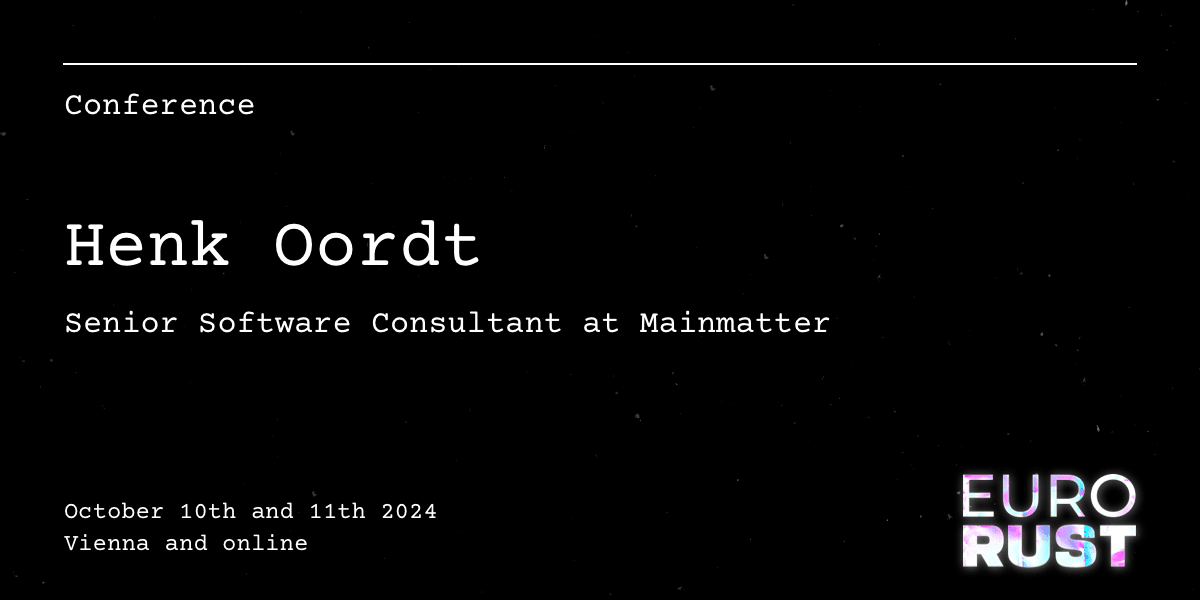 Conference
Henk Oordt
Senior Software Consultant at Mainmatter
October 10th and 11th 2024
Vienna and online
EURO
RUST